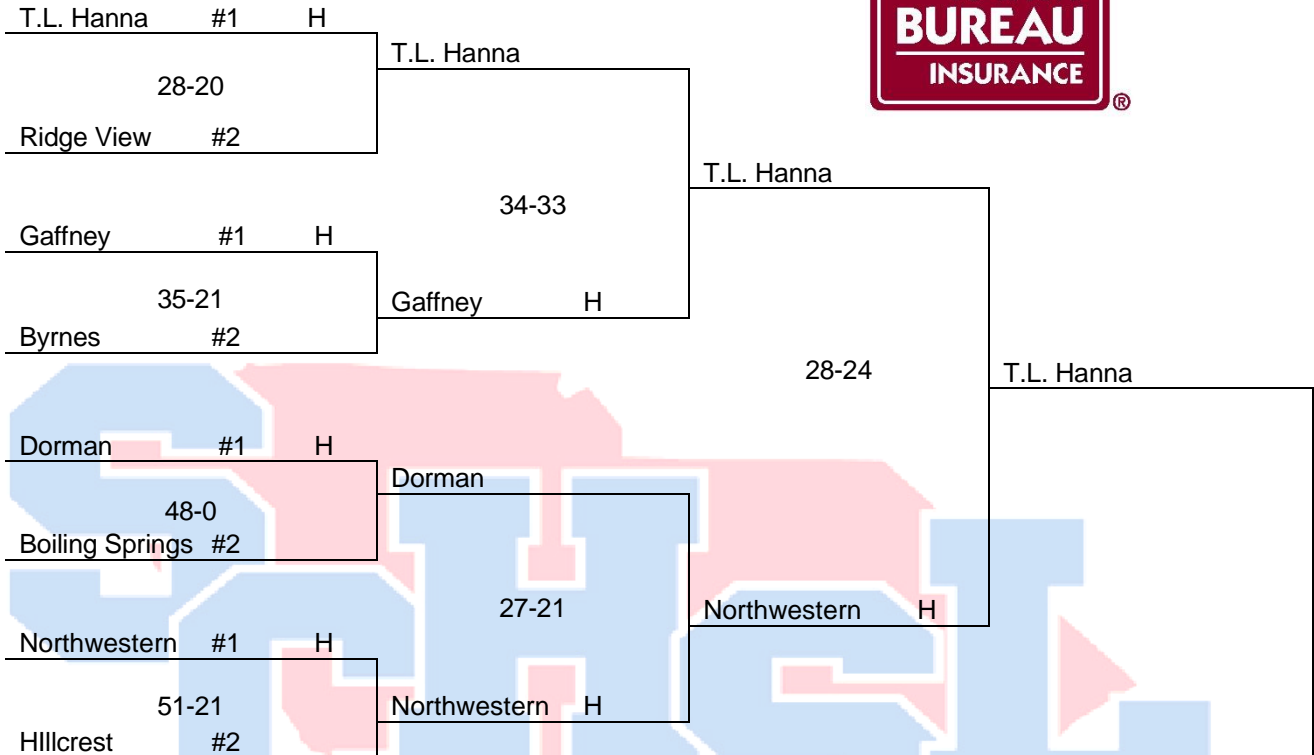 T.L. Hanna #1 H
BUREAU
INSURANCE
®
T.L. Hanna
28-20
Ridge View #2
T.L. Hanna
34-33
Gaffney #1 H
35-21
Gaffney H
Byrnes #2
28-24
T.L. Hanna
Dorman #1 H
Dorman
48-0
Boiling Springs #2
27-21
Northwestern H
Northwestern #1 H
51-21
Northwestern H
HIllcrest #2
SCHSL